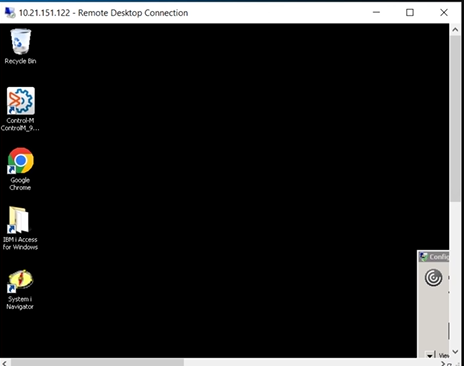 10.21.151.122 - Remote Desktop Connection
Recycle Bin
Control-M
ControlM_9...
Google
Chrome
IBM i Access
for Windows
System i
Navigator
Config
View